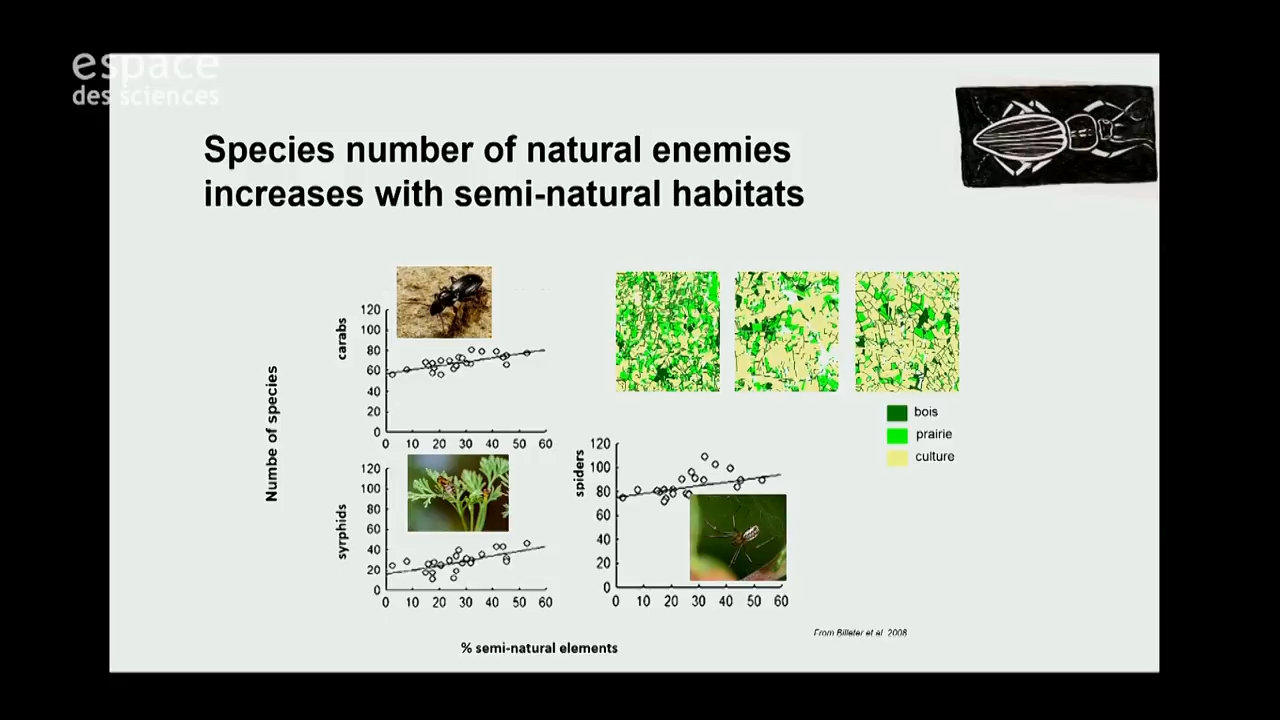 espace
des sciences
Species number of natural enemies
increases with semi-natural habitats
Numbe of species
carabs
120
100
80
60
40
20
0
0 10 20 30 40 50 60
syrphids
120
100
80
60
40
20
0
0 10 20 30 40 50 60
spiders
120
100
80
60
40
20
0
0 10 20 30 40 50 60
bois
prairie
culture
From Billeter et al. 2008
% semi-natural elements